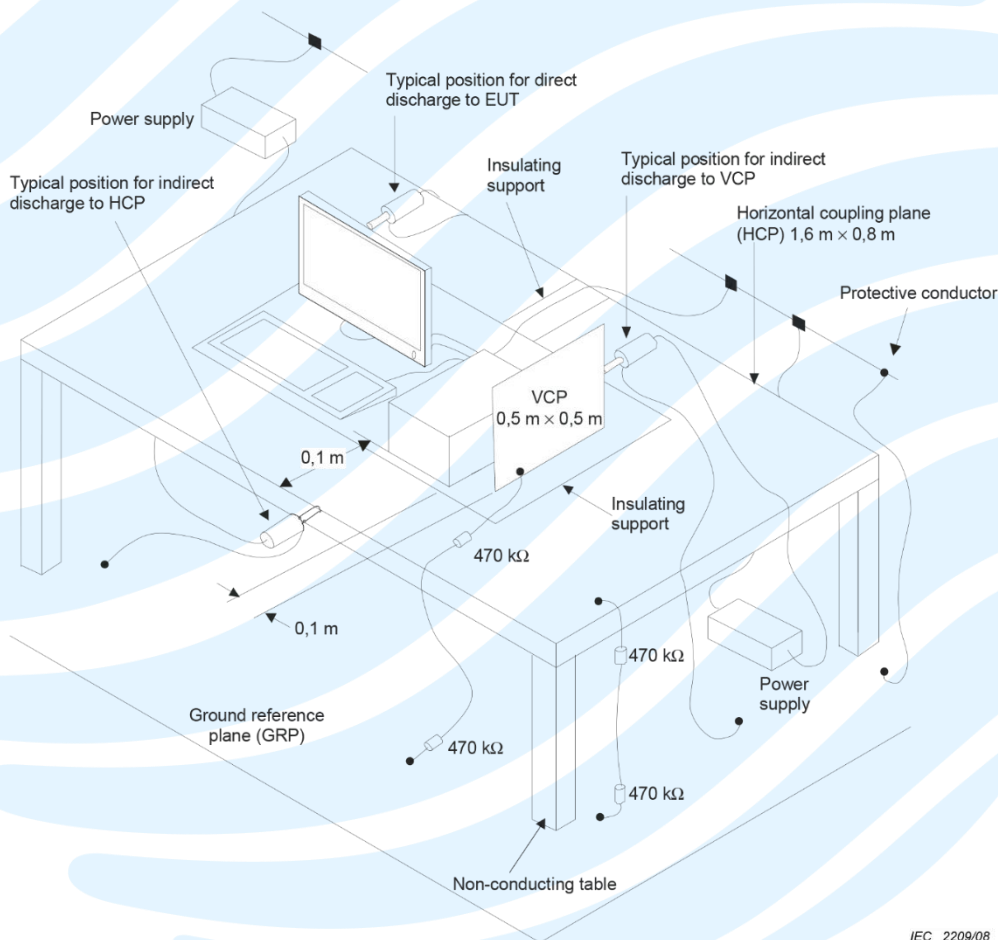 Typical position for direct
discharge to EUT
Power supply
Insulating
support
Typical position for indirect
discharge to VCP
Typical position for indirect
discharge to HCP
Horizontal coupling plane
(HCP) 1,6 m × 0,8 m
Protective conductor
VCP
0,5 m × 0,5 m
0,1 m
Insulating
support
470 kΩ
0,1 m
470 kΩ
Power
supply
Ground reference
plane (GRP)
470 kΩ
470 kΩ
Non-conducting table
IEC 2209/08